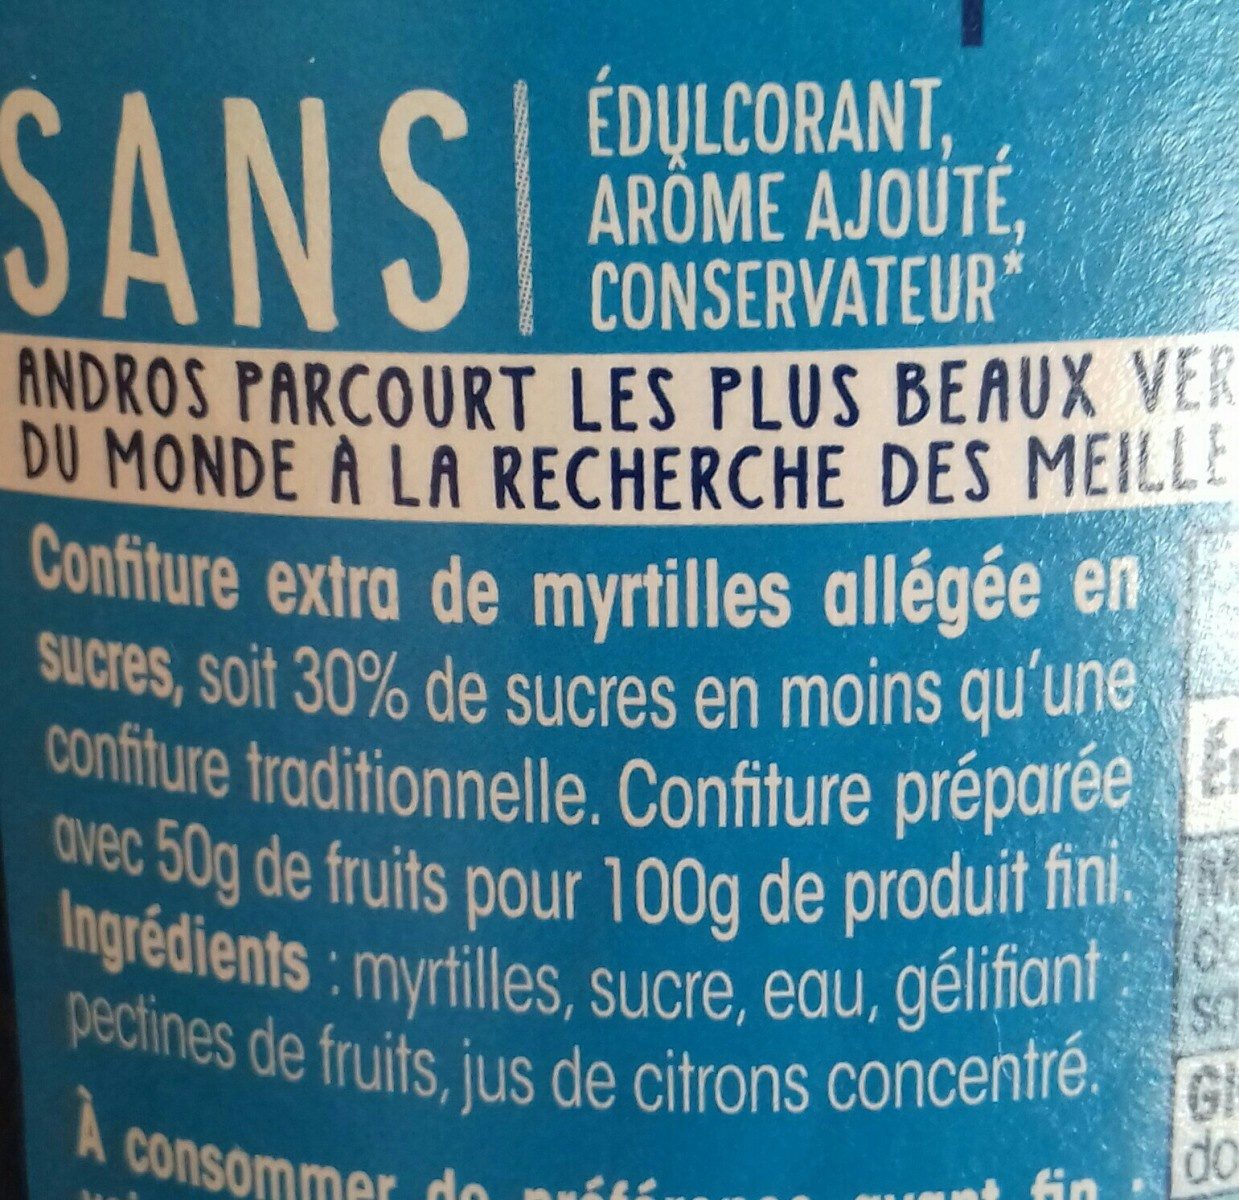 SANS
ÉDULCORANT,
ARÔME AJOUTÉ,
CONSERVATEUR*
ANDROS PARCOURT LES PLUS BEAUX VER
DU MONDE À LA RECHERCHE DES MEILLE
Confiture extra de myrtilles allégée en
sucres, soit 30% de sucres en moins qu'une
confiture traditionnelle. Confiture préparée
avec 50g de fruits pour 100g de produit fini.
Ingrédients : myrtilles, sucre, eau, gélifiant :
pectines de fruits, jus de citrons concentré.
À consommer de préférence avant fin :